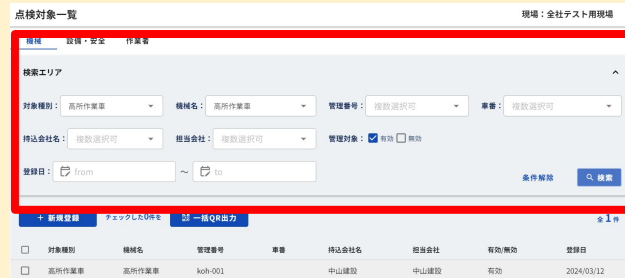 点検対象一覧 現場：全社テスト用現場
機械 設備・安全 作業者
検索エリア
対象種別： 高所作業車 機械名： 高所作業車 管理番号： 複数選択可 車番： 複数選択可
持込会社名： 複数選択可 担当会社： 複数選択可 管理対象： 有効 無効
登録日： from ～ to 条件解除 検索
+ 新規登録 チェックした0件を 一括QR出力 全1件
対象種別 機械名 管理番号 車番 持込会社名 担当会社 有効/無効 登録日
高所作業車 高所作業車 koh-001 中山建設 中山建設 有効 2024/03/12